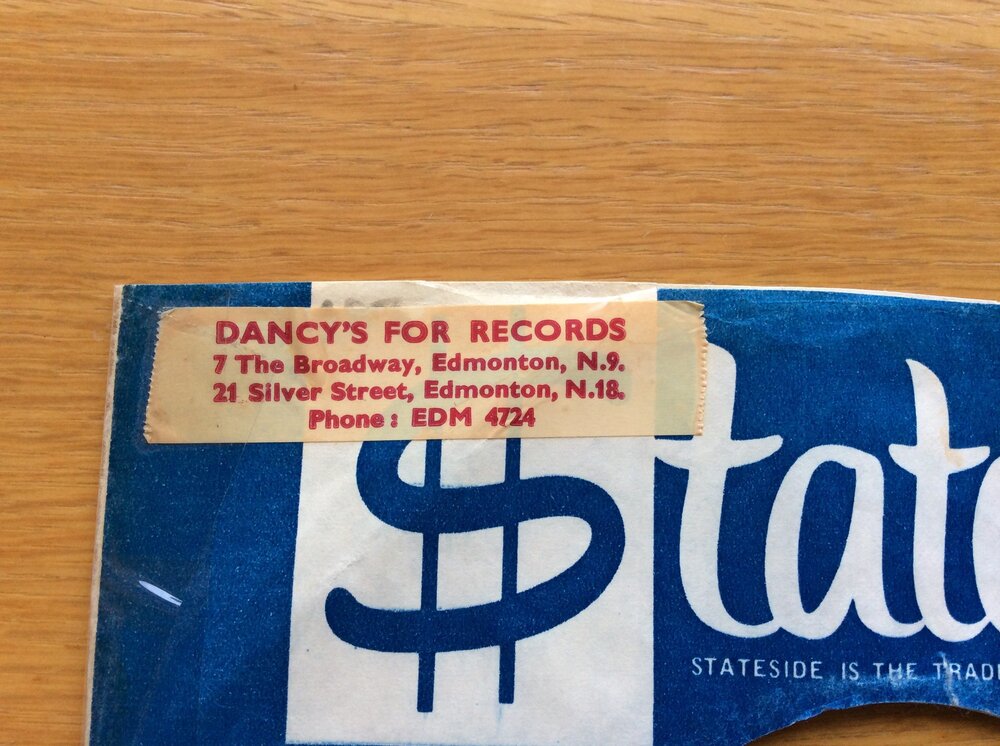 DANCY'S FOR RECORDS
7 The Broadway, Edmonton, N.9.
21 Silver Street, Edmonton, N.18.
Phone: EDM 4724
$tate
STATESIDE IS THE TRAD